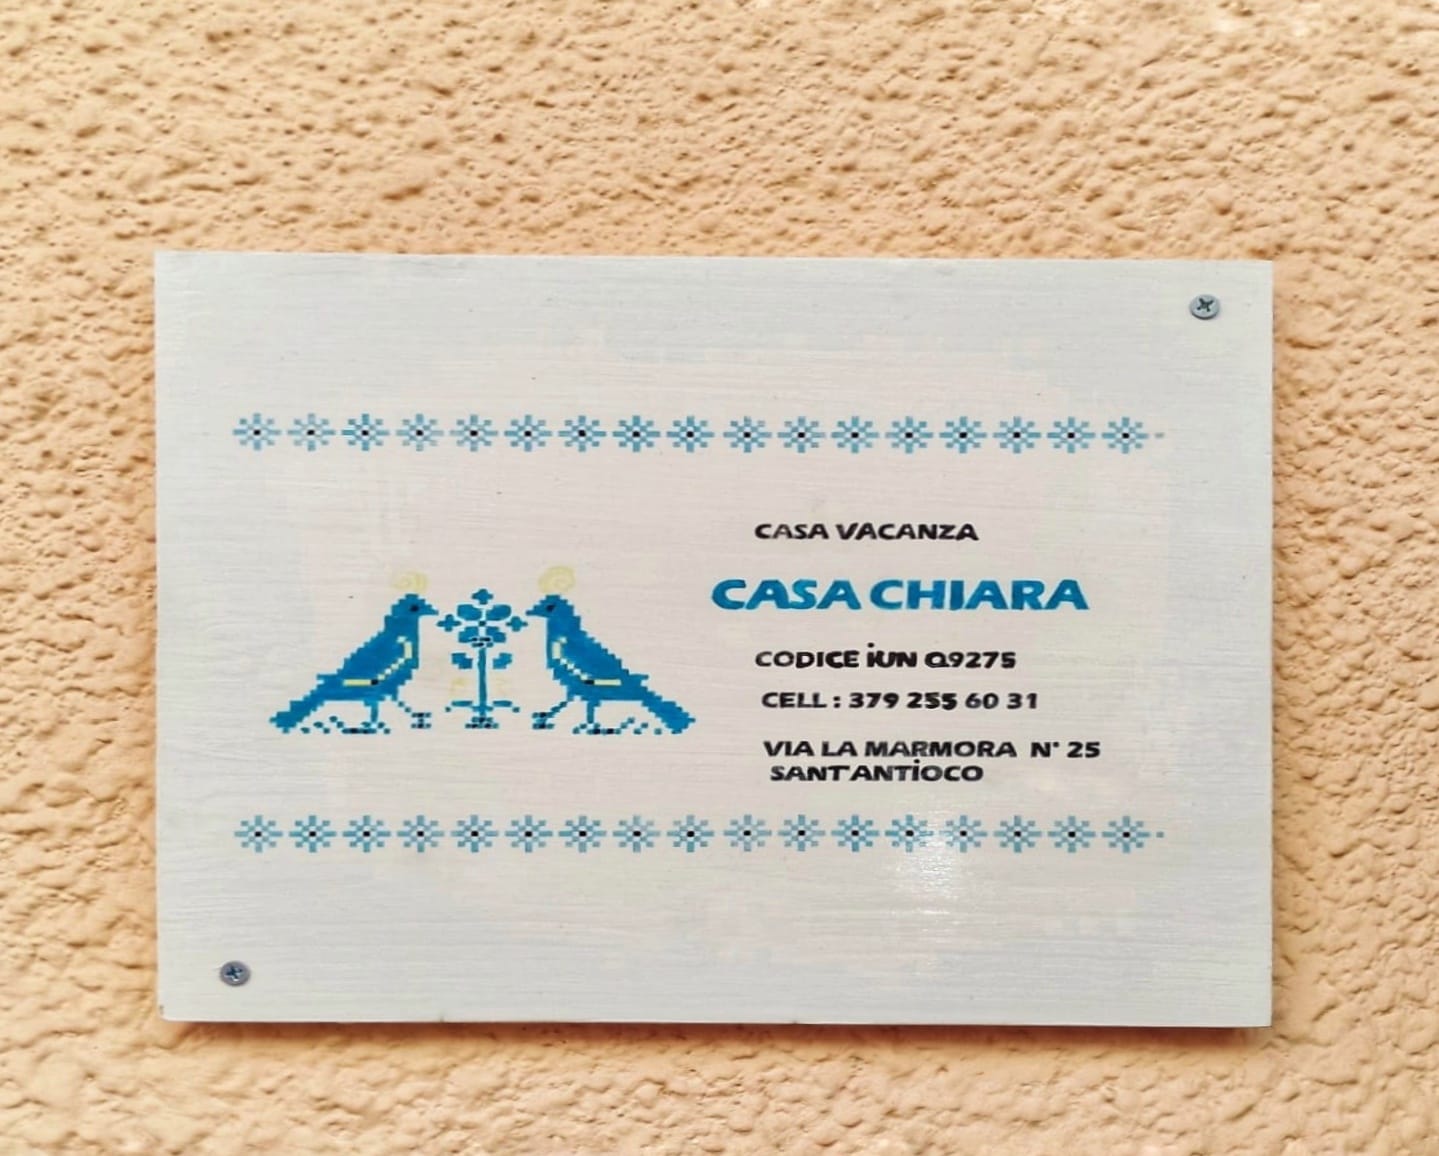 CASA VACANZA
CASA CHIARA
CODICE iUN Q9275
CELL : 379 255 60 31
VIA LA MARMORA N° 25
SANT'ANTiOCO